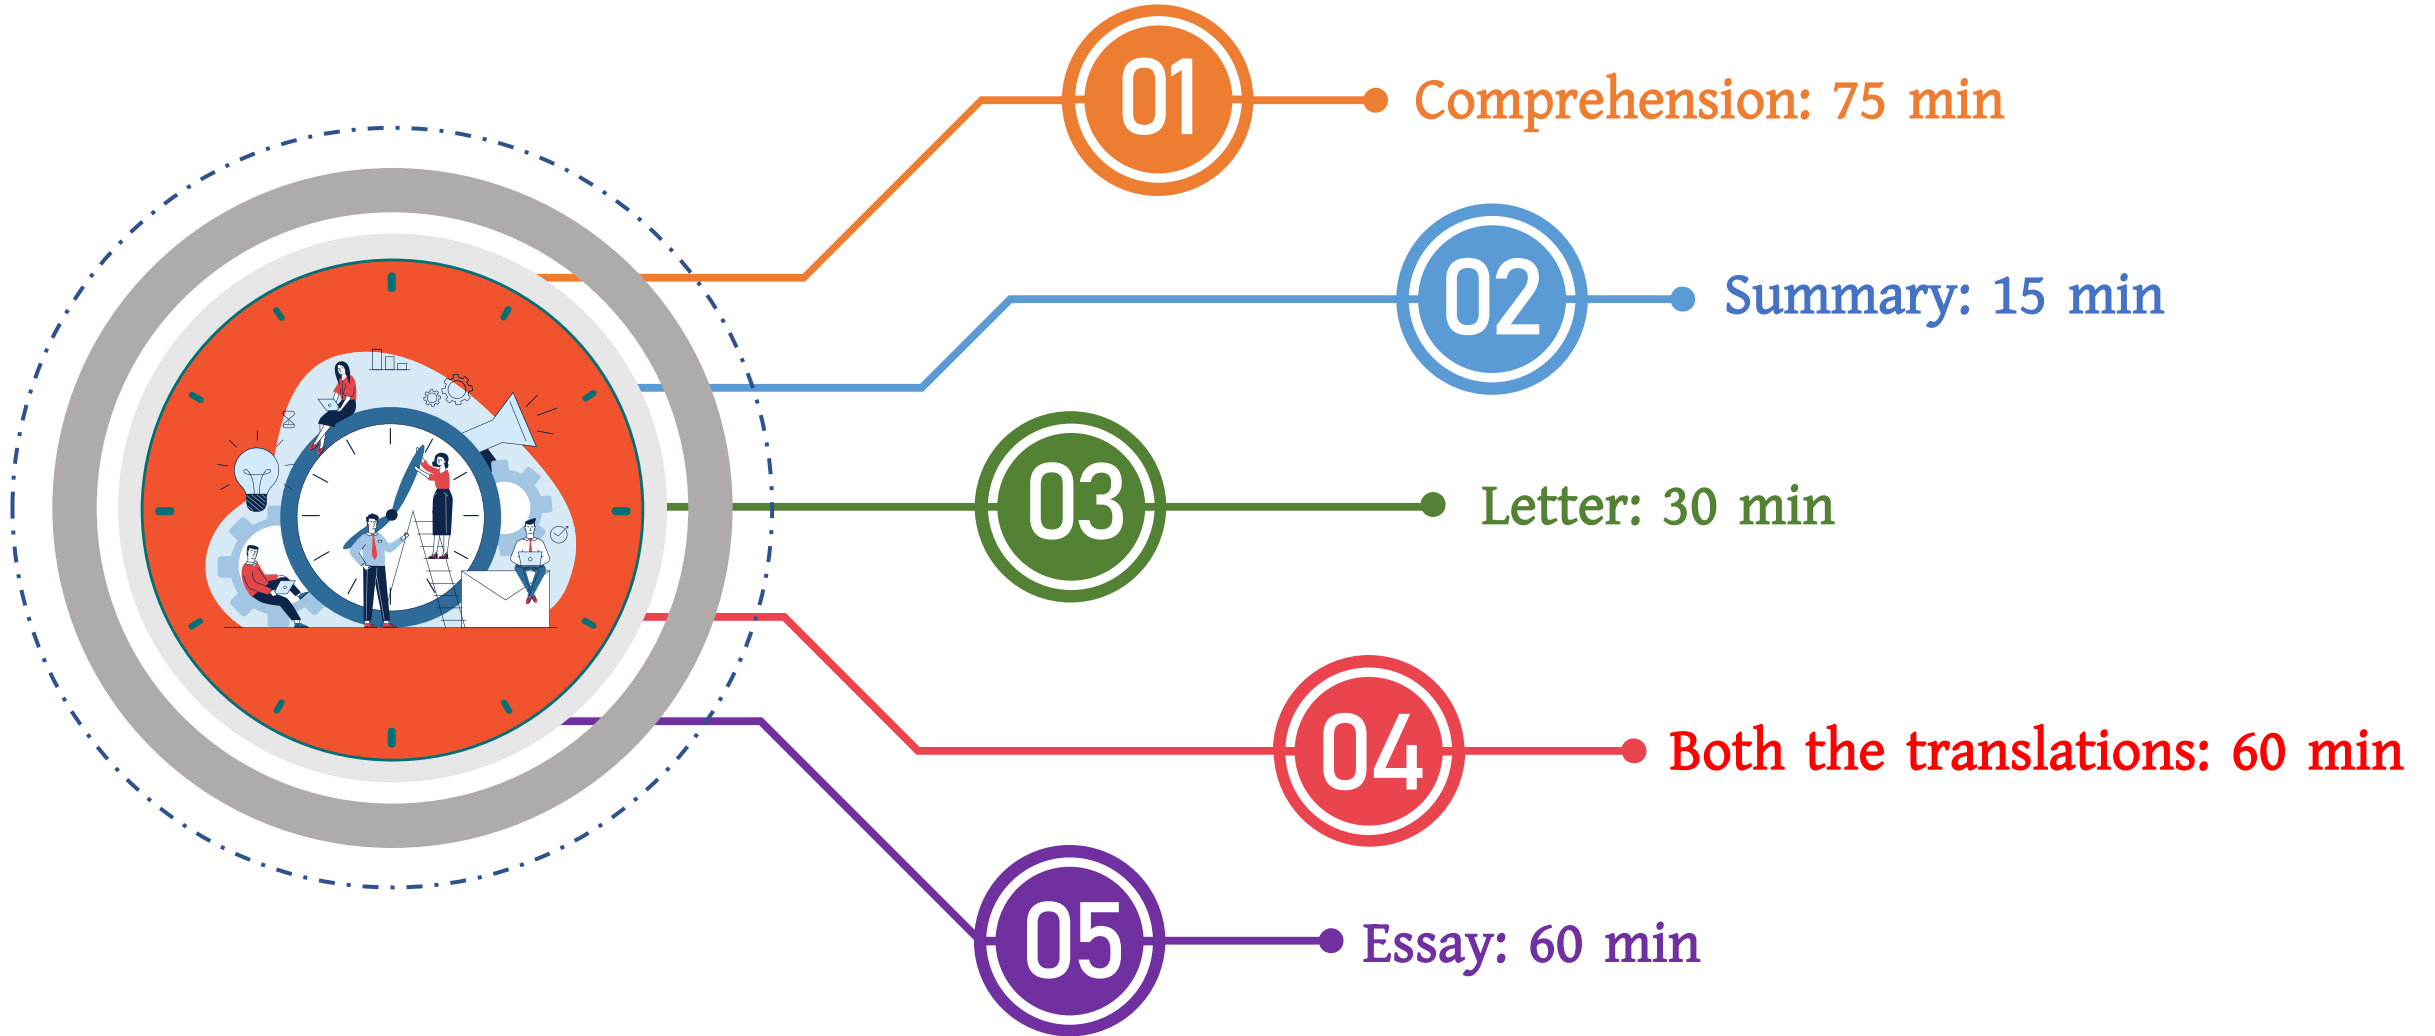 01
Comprehension: 75 min
02
Summary: 15 min
03
Letter: 30 min
04
Both the translations: 60 min
05
Essay: 60 min